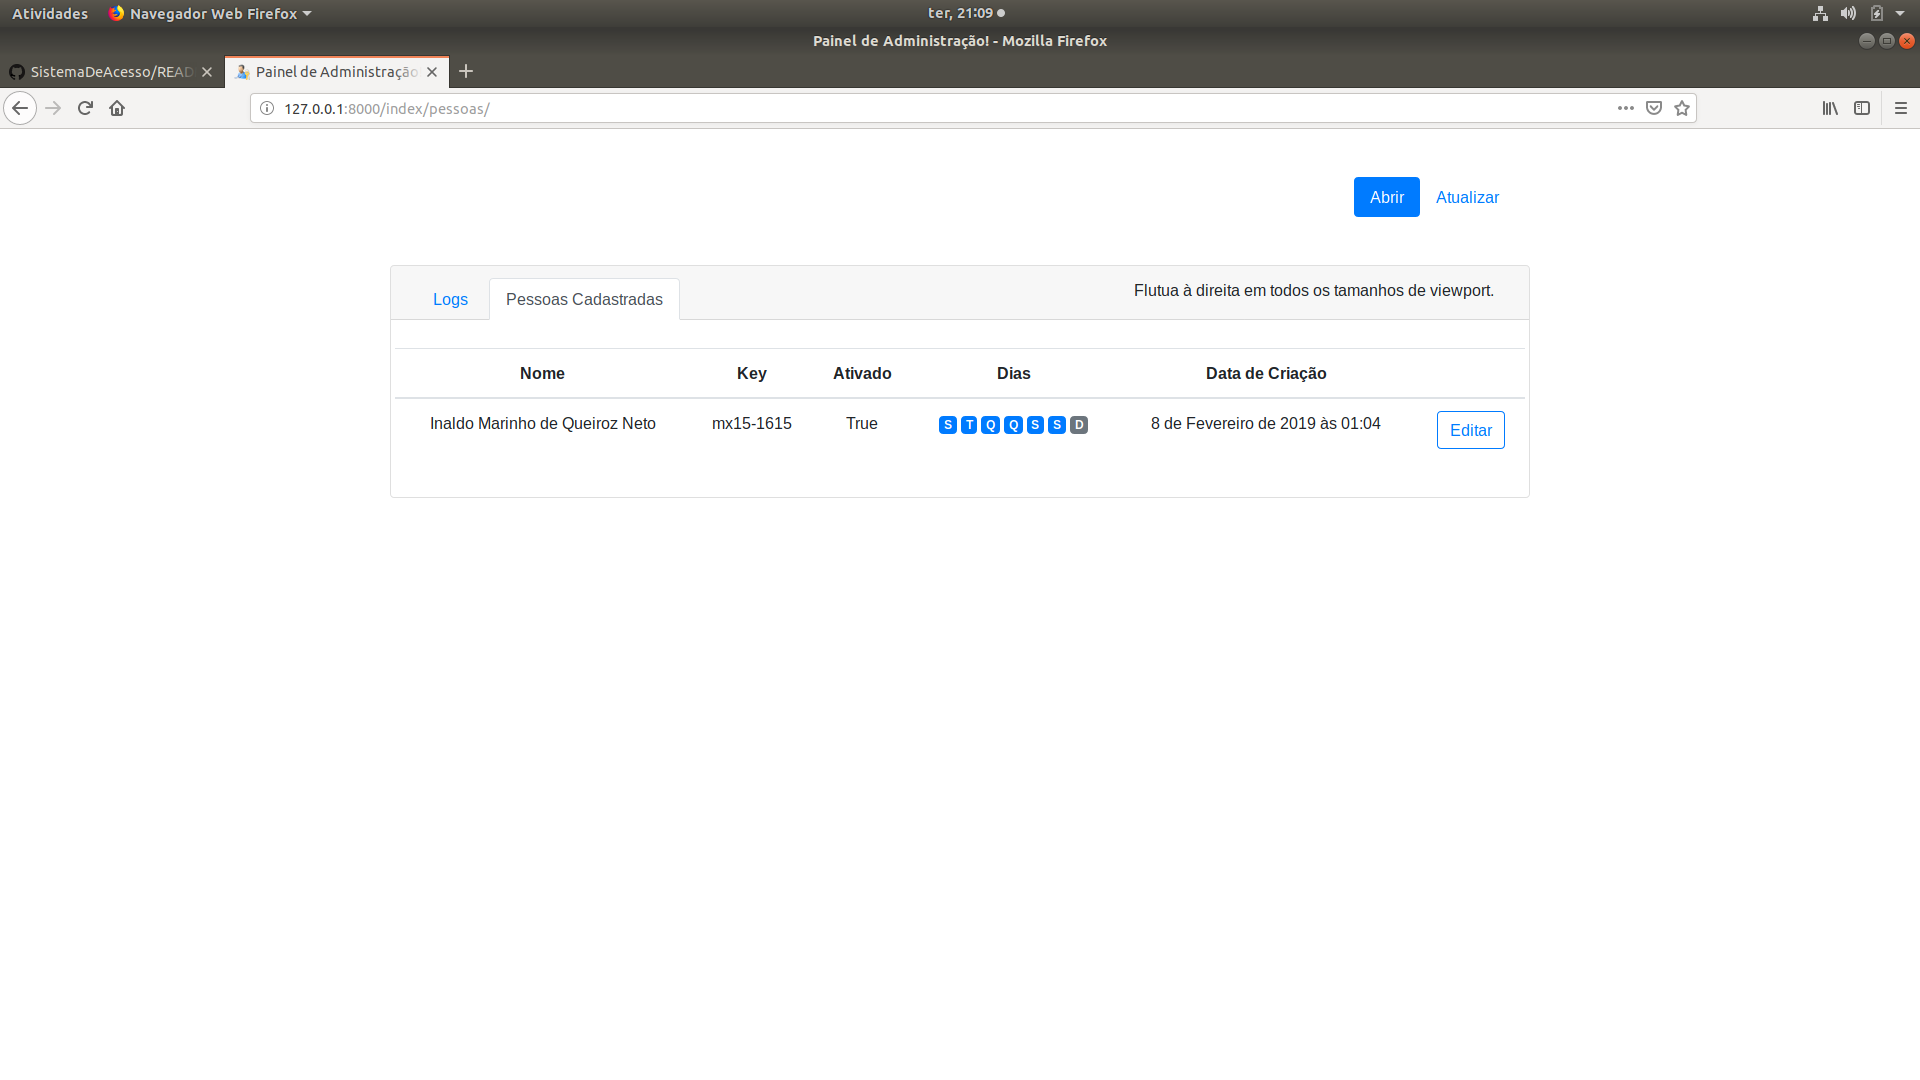 Atividades Navegador Web Firefox ter, 21:09
Painel de Administração! - Mozilla Firefox
SistemaDeAcesso/READ Painel de Administração
127.0.0.1:8000/index/pessoas/
Abrir Atualizar
Logs Pessoas Cadastradas Flutua à direita em todos os tamanhos de viewport.
Nome Key Ativado Dias Data de Criação
Inaldo Marinho de Queiroz Neto mx15-1615 True S T Q Q S S D 8 de Fevereiro de 2019 às 01:04 Editar